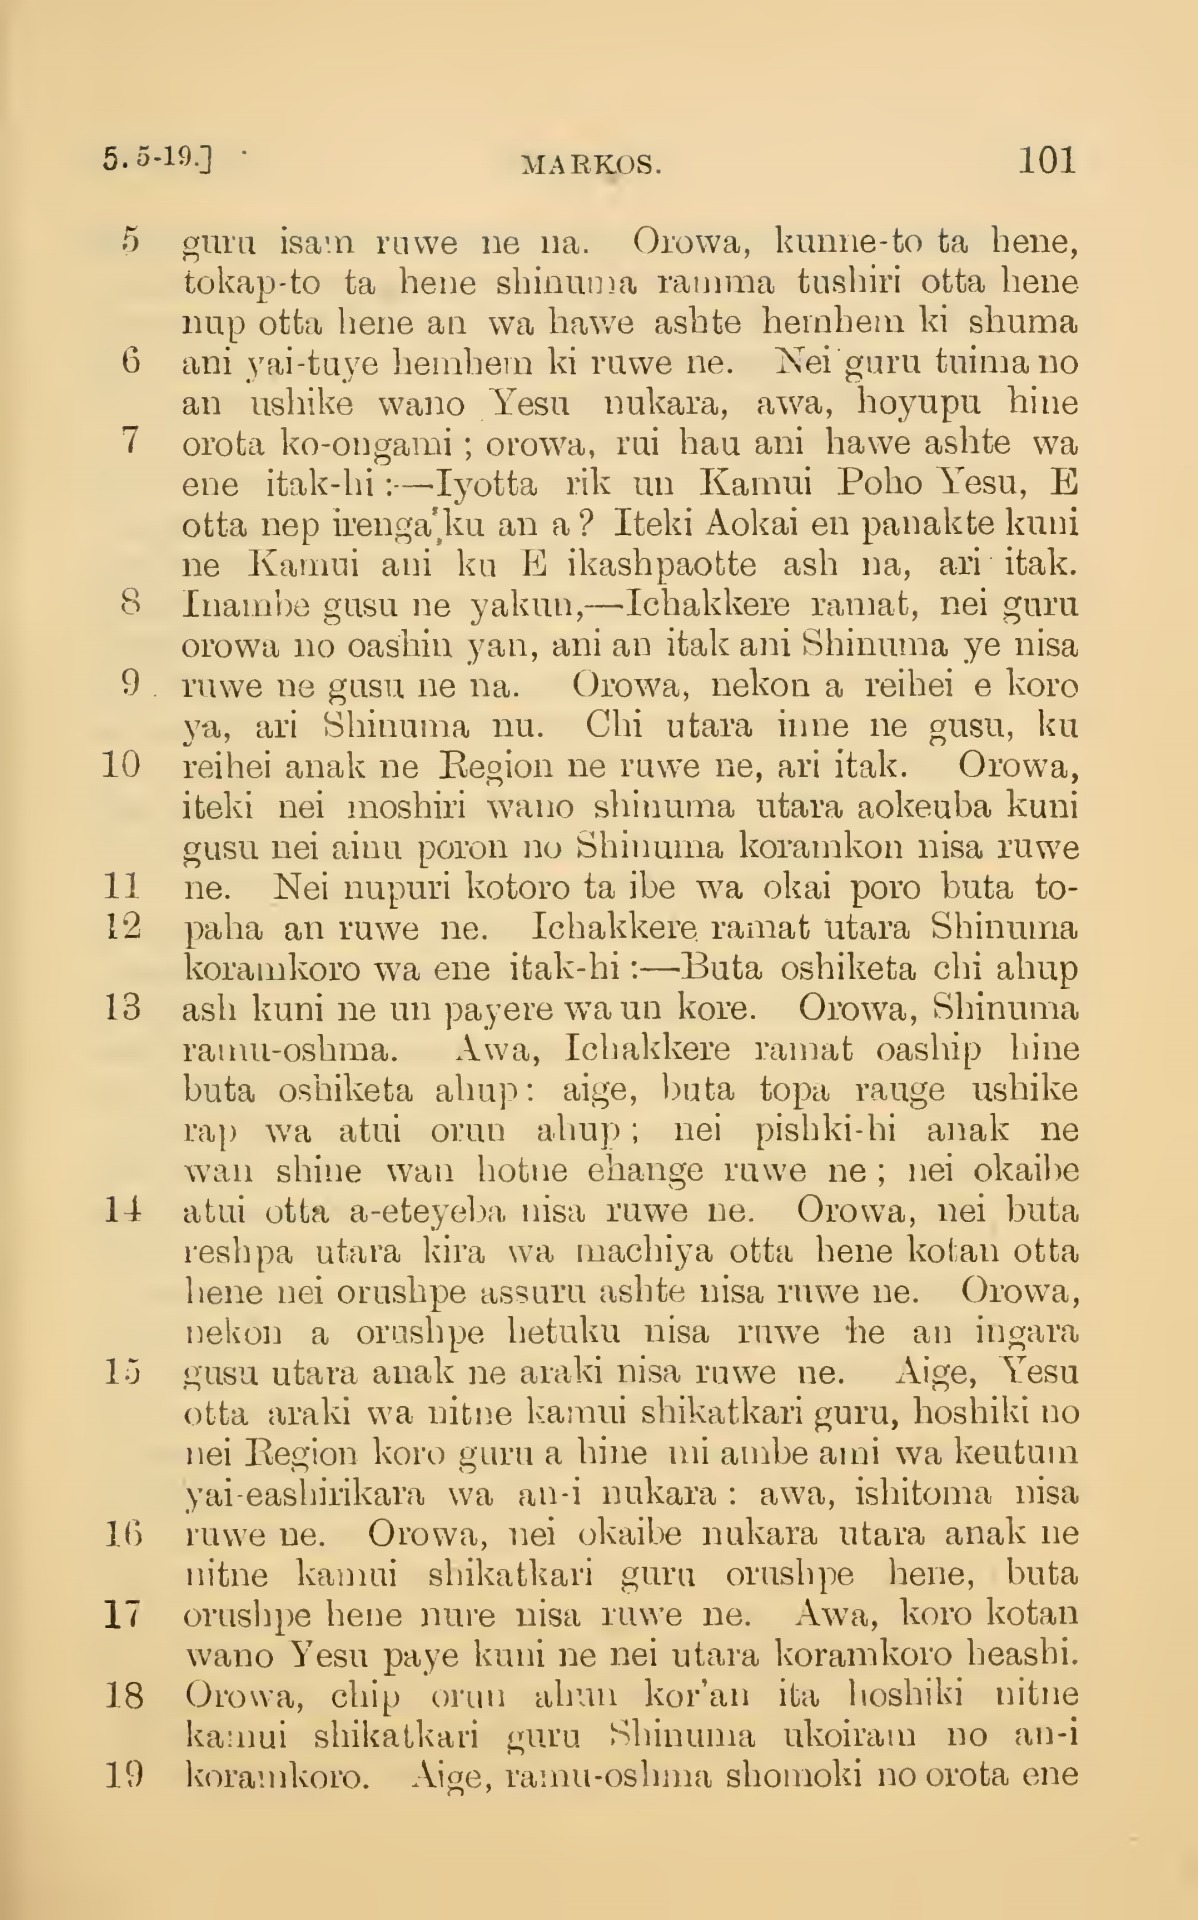 5. 5-19.] MARKOS. 101
5 guru isam ruwe ne na. Orowa, kunne-to ta hene,
tokap-to ta hene shinuma ramma tushiri otta hene
nup otta hene an wa hawe ashte hemhem ki shuma
6 ani yai-tuye hemhem ki ruwe ne. Nei guru tuima no
an ushike wano Yesu nukara, awa, hoyupu hine
7 orota ko-ongami; orowa, rui hau ani hawe ashte wa
ene itak-hi:—Iyotta rik un Kamui Poho Yesu, E
otta nep irenga ku an a? Iteki Aokai en panakte kuni
ne Kamui ani ku E ikashpaotte ash na, ari itak.
8 Inambe gusu ne yakun,—Ichakkere ramat, nei guru
orowa no oashin yan, ani an itak ani Shinuma ye nisa
9 ruwe ne gusu ne na. Orowa, nekon a reihei e koro
ya, ari Shinuma nu. Chi utara inne ne gusu, ku
10 reihei anak ne Region ne ruwe ne, ari itak. Orowa,
iteki nei moshiri wano shinuma utara aokeuba kuni
gusu nei ainu poron no Shinuma koramkon nisa ruwe
11 ne. Nei nupuri kotoro ta ibe wa okai poro buta to-
12 paha an ruwe ne. Ichakkere ramat utara Shinuma
koramkoro wa ene itak-hi:—Buta oshiketa chi ahup
13 ash kuni ne un payere wa un kore. Orowa, Shinuma
ramu-oshma. Awa, Ichakkere ramat oaship hine
buta oshiketa ahup: aige, buta topa rauge ushike
rap wa atui orun ahup; nei pishki-hi anak ne
wan shine wan hotne ehange ruwe ne; nei okaibe
14 atui otta a-eteyeba nisa ruwe ne. Orowa, nei buta
reshpa utara kira wa machiya otta hene kotan otta
hene nei orushpe assuru ashte nisa ruwe ne. Orowa,
nekon a orushpe hetuku nisa ruwe he an ingara
15 gusu utara anak ne araki nisa ruwe ne. Aige, Yesu
otta araki wa nitne kamui shikatkari guru, hoshiki no
nei Region koro guru a hine mi ambe ami wa keutum
yai-eashirikara wa an-i nukara: awa, ishitoma nisa
16 ruwe ne. Orowa, nei okaibe nukara utara anak ne
nitne kamui shikatkari guru orushpe hene, buta
17 orushpe hene nure nisa ruwe ne. Awa, koro kotan
wano Yesu paye kuni ne nei utara koramkoro heashi.
18 Orowa, chip orun ahun kor'an ita hoshiki nitne
kamui shikatkari guru Shinuma ukoiram no an-i
19 koramkoro. Aige, ramu-oshma shomoki no orota ene